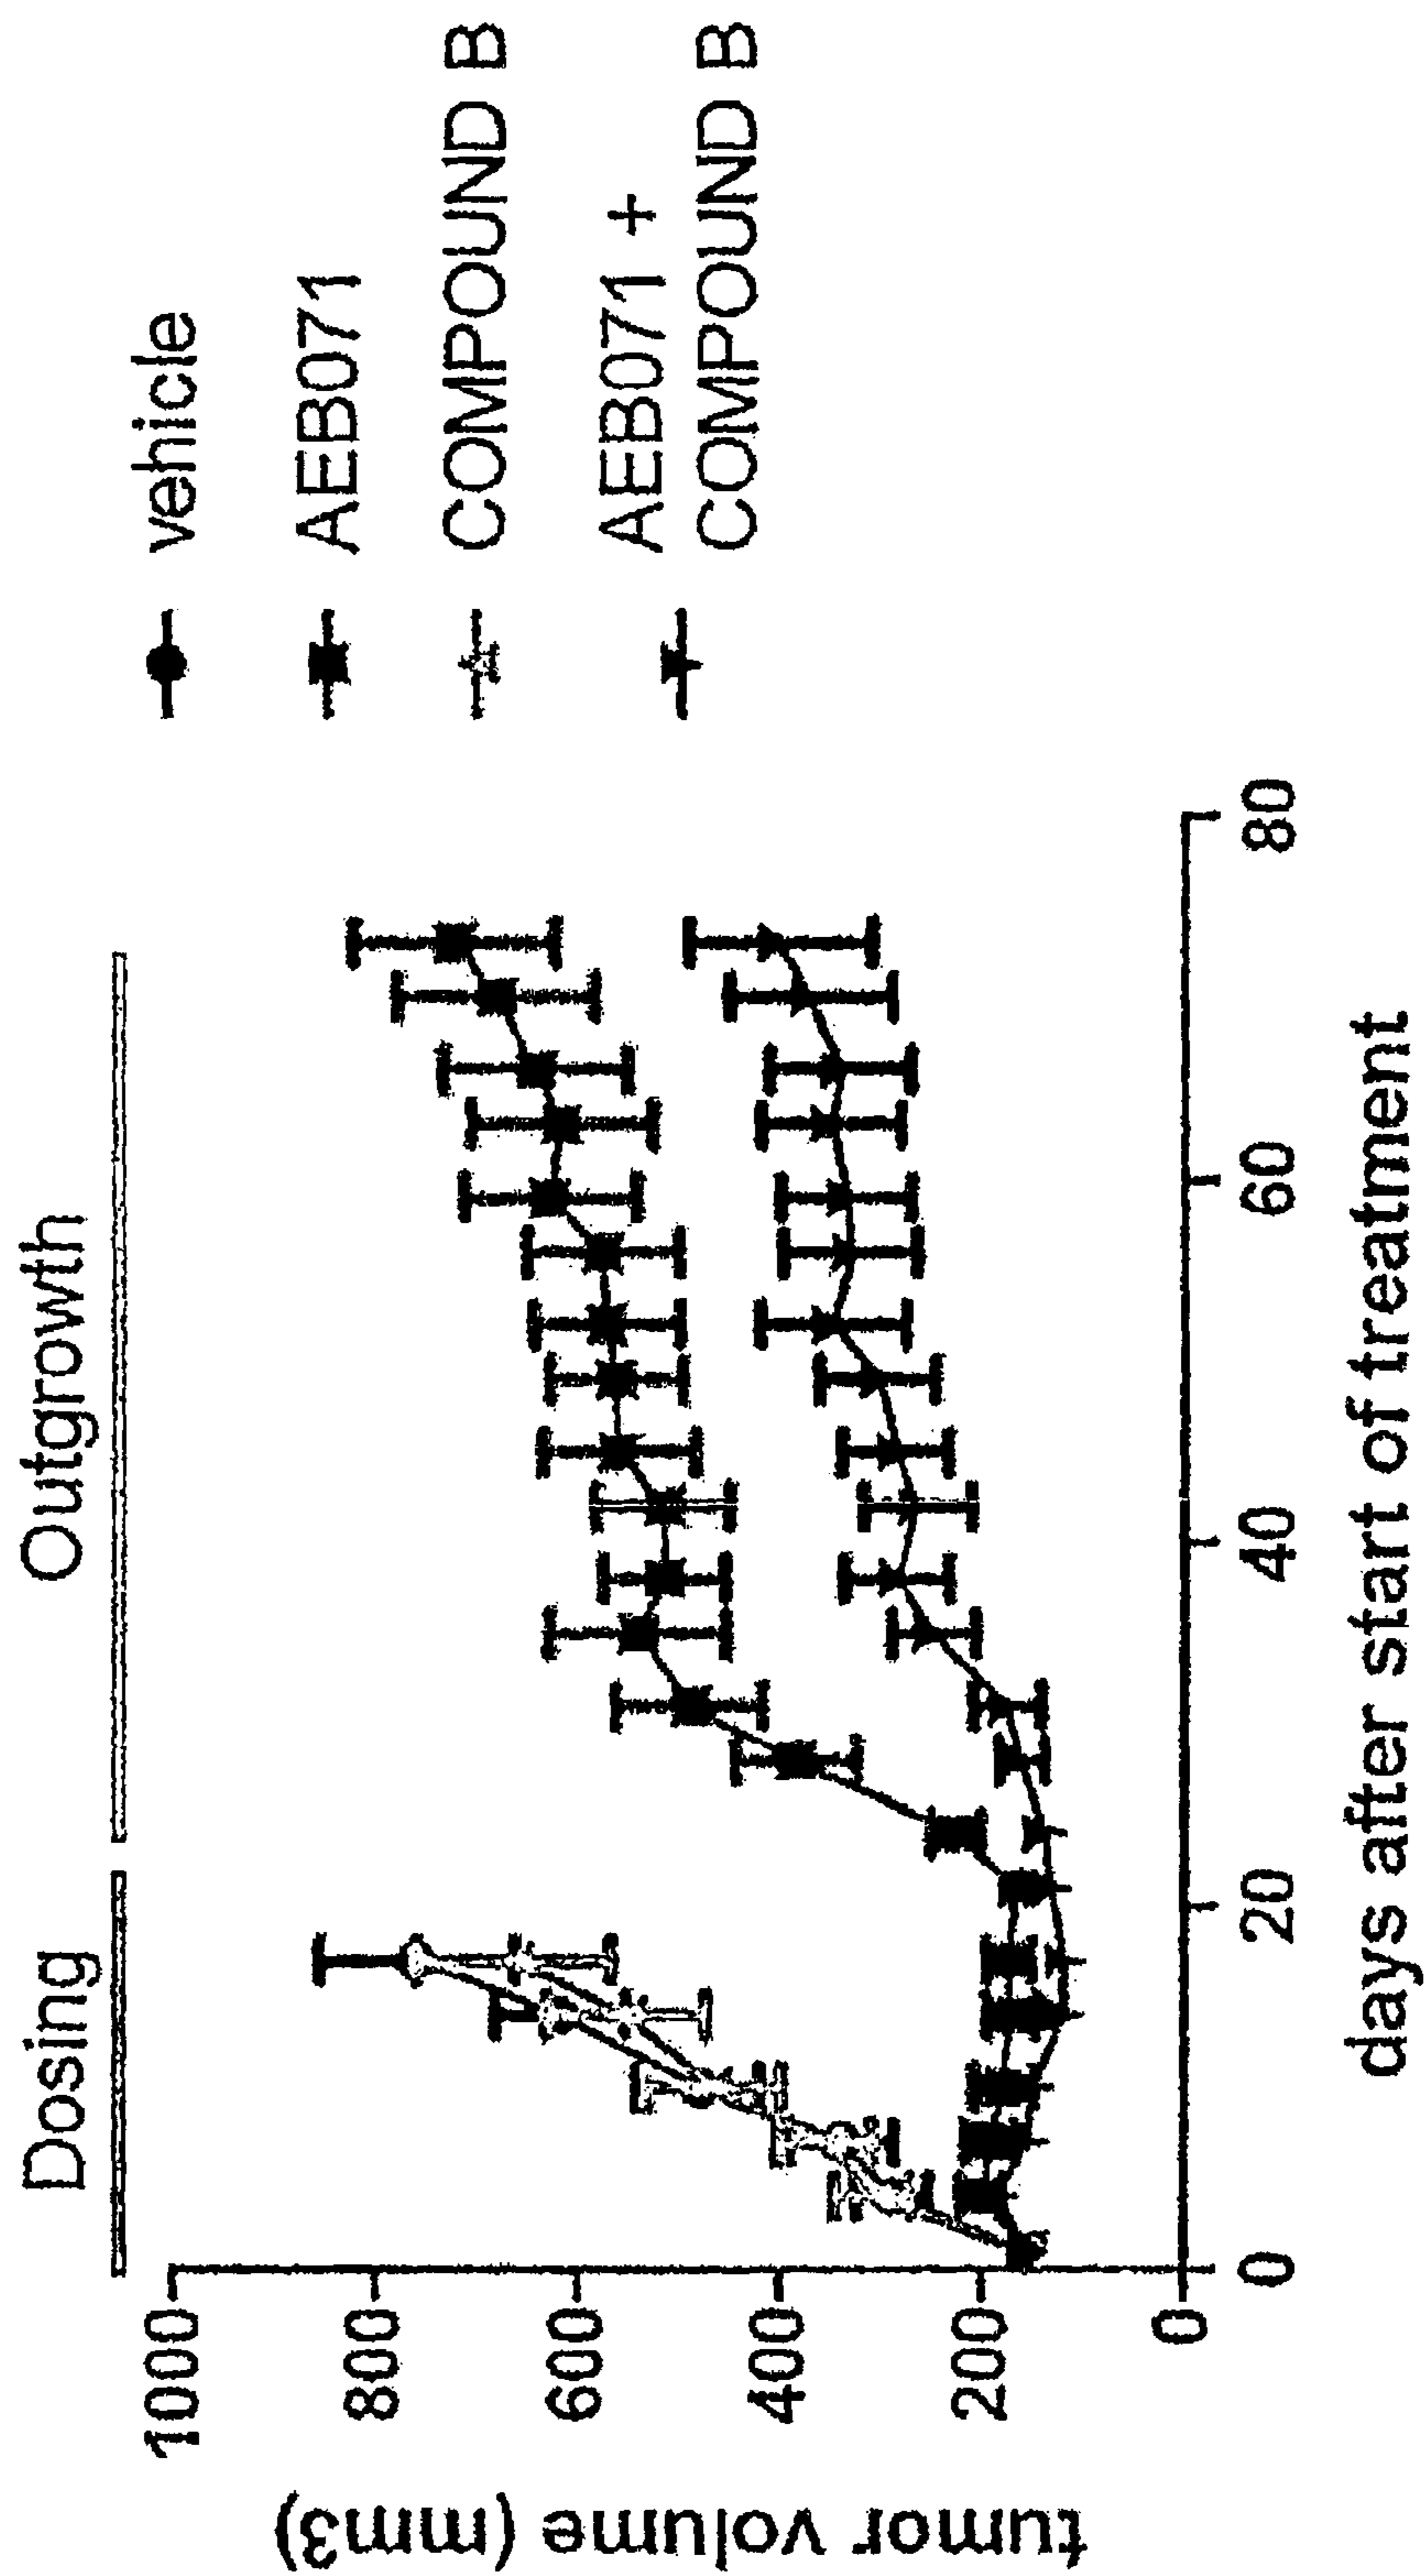 Dosing
Outgrowth
vehicle
AEB071
COMPOUND B
AEB071 +
COMPOUND B
tumor volume (mm3)
1000
800
600
400
200
0
0
20
40
60
80
days after start of treatment